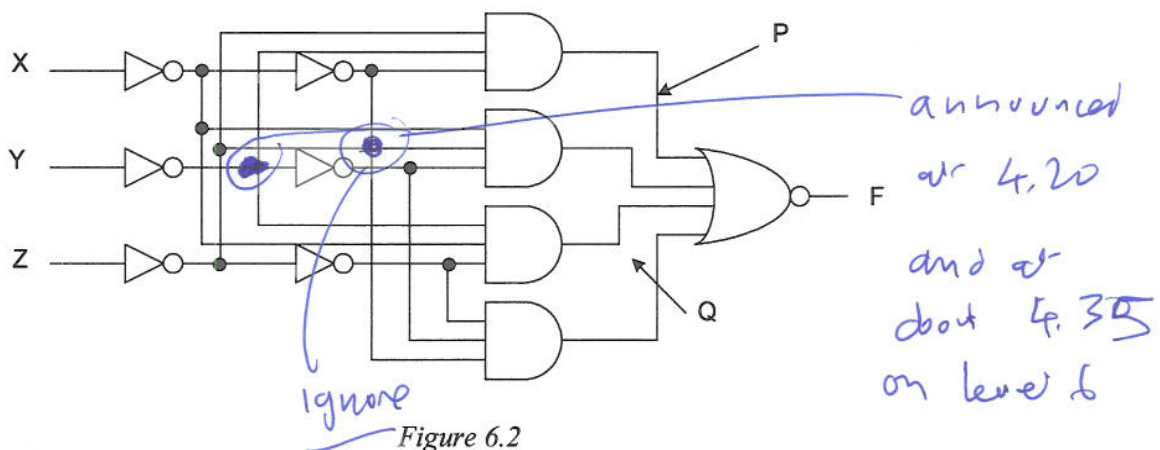 X
P
announced
at 4.20
Y
F
Z
and at
about 4.35
on level 6
Q
ignore
Figure 6.2